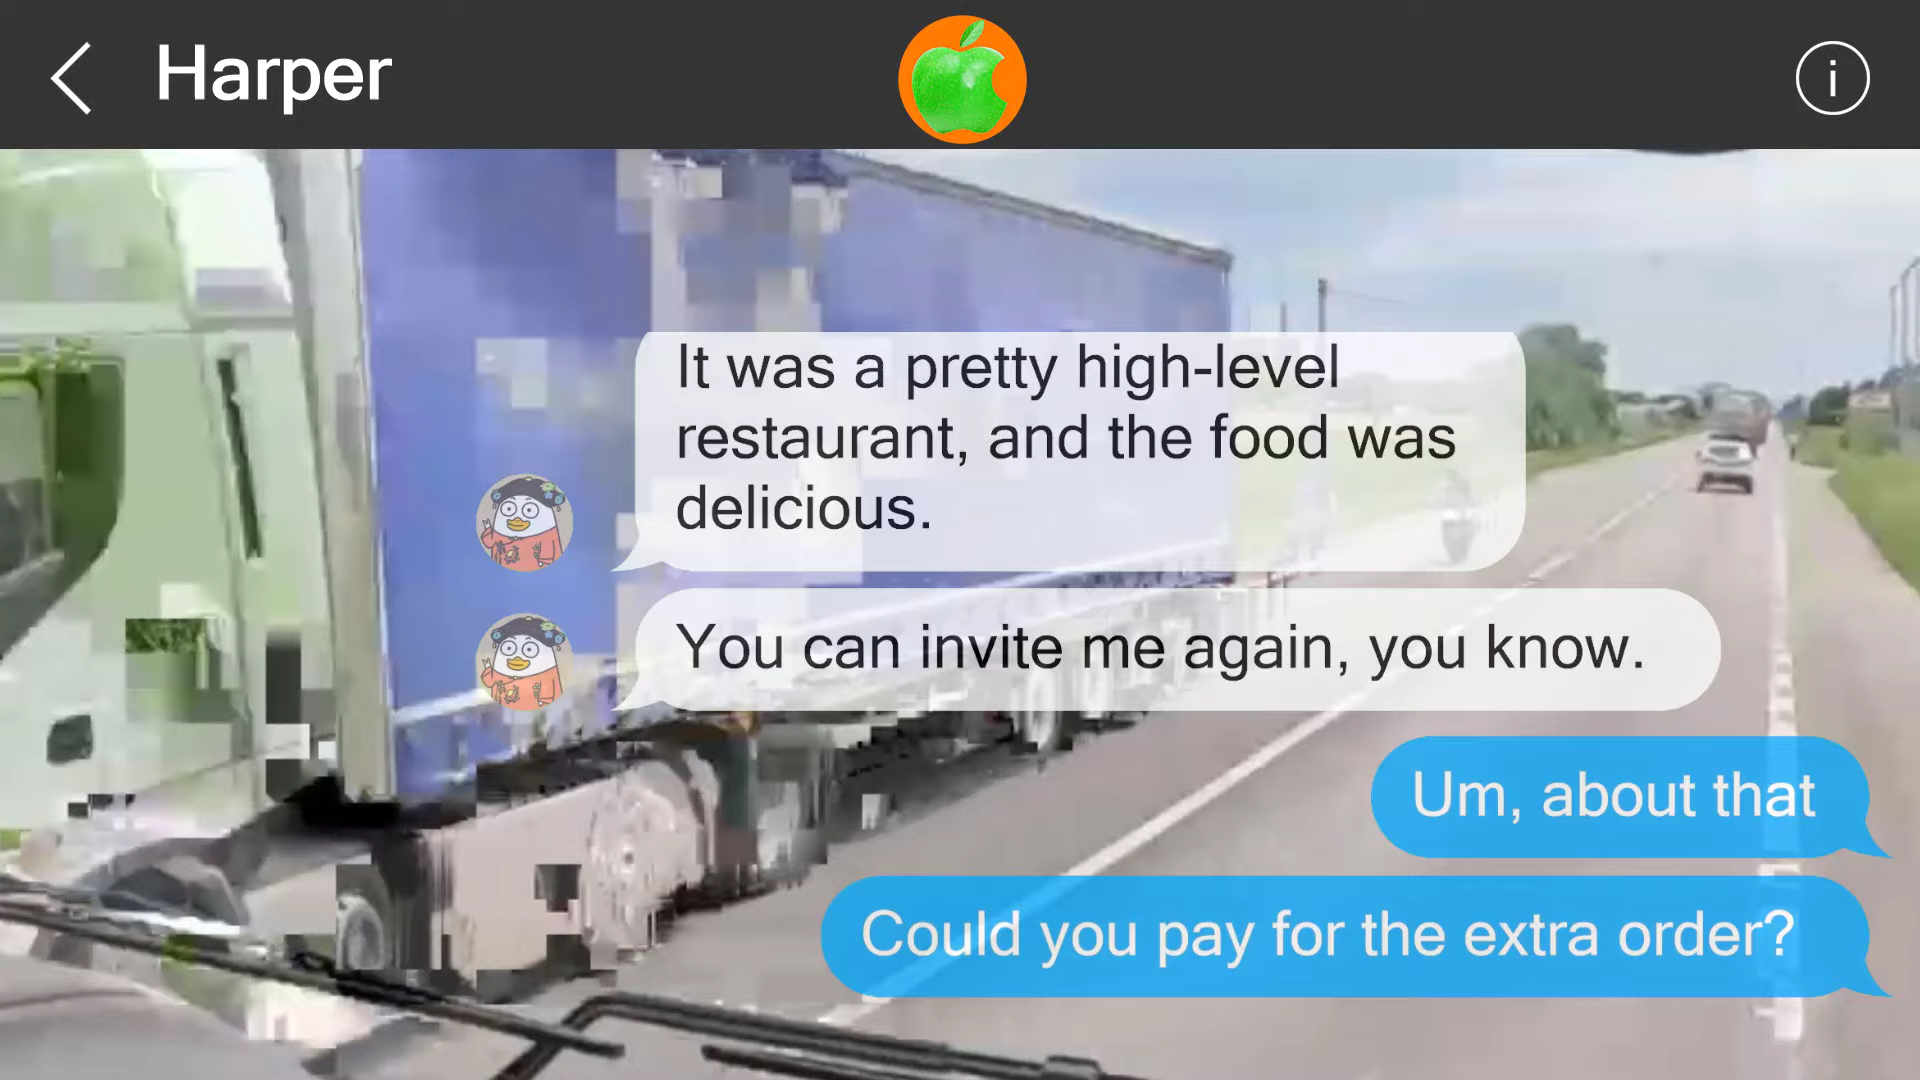 Harper
It was a pretty high-level
restaurant, and the food was
delicious.
You can invite me again, you know.
Um, about that
Could you pay for the extra order?